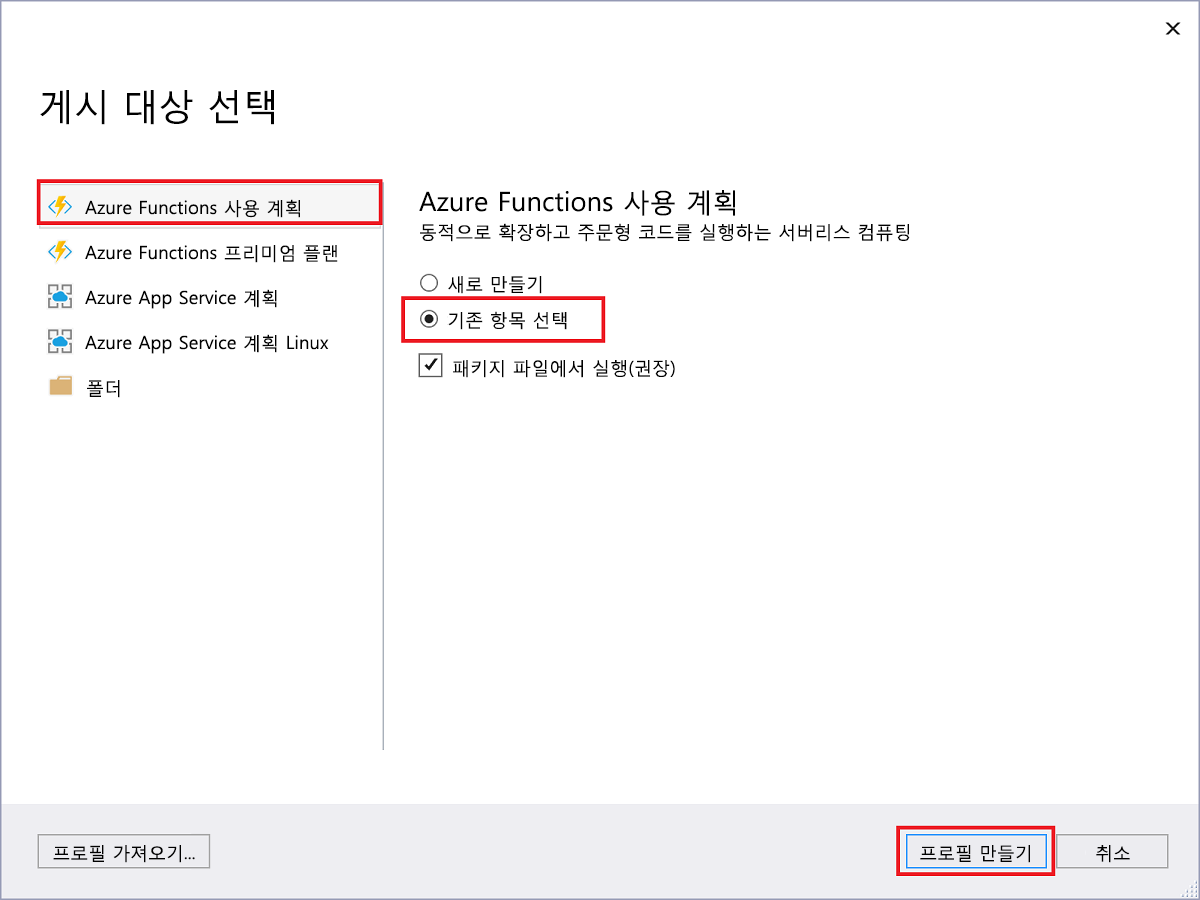 게시 대상 선택
Azure Functions 사용 계획
Azure Functions 프리미엄 플랜
Azure App Service 계획
Azure App Service 계획 Linux
폴더
Azure Functions 사용 계획
동적으로 확장하고 주문형 코드를 실행하는 서버리스 컴퓨팅
새로 만들기
기존 항목 선택
패키지 파일에서 실행(권장)
프로필 가져오기...
프로필 만들기
취소